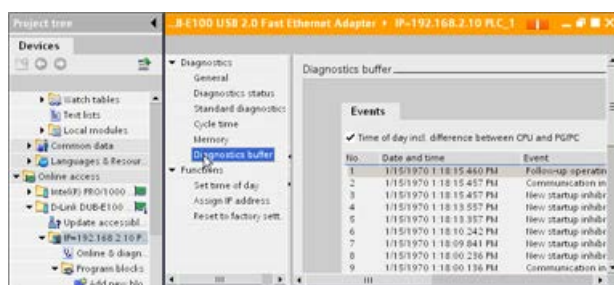 Project tree
..B-E100 USB 2.0 Fast Ethernet Adapter ▸ IP=192.168.2.10 PLC_1
Devices
Watch tables
Text lists
Local modules
Common data
Languages & Resour..
Online access
Intel(R) PRO/1000
D-Link DUB-E100
Update accessibl..
IP=192.168.2.10 P..
Online & diagn..
Program blocks
Add new blo..
Diagnostics
General
Diagnostics status
Standard diagnostics
Cycle time
Memory
Diagnostics buffer
Functions
Set time of day
Assign IP address
Reset to factory sett.
Diagnostics buffer
Events
Time of day incl. difference between CPU and PG/PC
No. Date and time Event
1 1/15/1970 1:18:15.460 PM Follow-up operatin
2 1/15/1970 1:18:15.457 PM Communication in
3 1/15/1970 1:18:15.457 PM New startup inhibi
4 1/15/1970 1:18:13.557 PM New startup inhibi
5 1/15/1970 1:18:13.357 PM New startup inhibi
6 1/15/1970 1:18:10.242 PM New startup inhibi
7 1/15/1970 1:18:09.841 PM New startup inhibi
8 1/15/1970 1:18:00.236 PM New startup inhibi
9 1/15/1970 1:18:00.136 PM Communication in